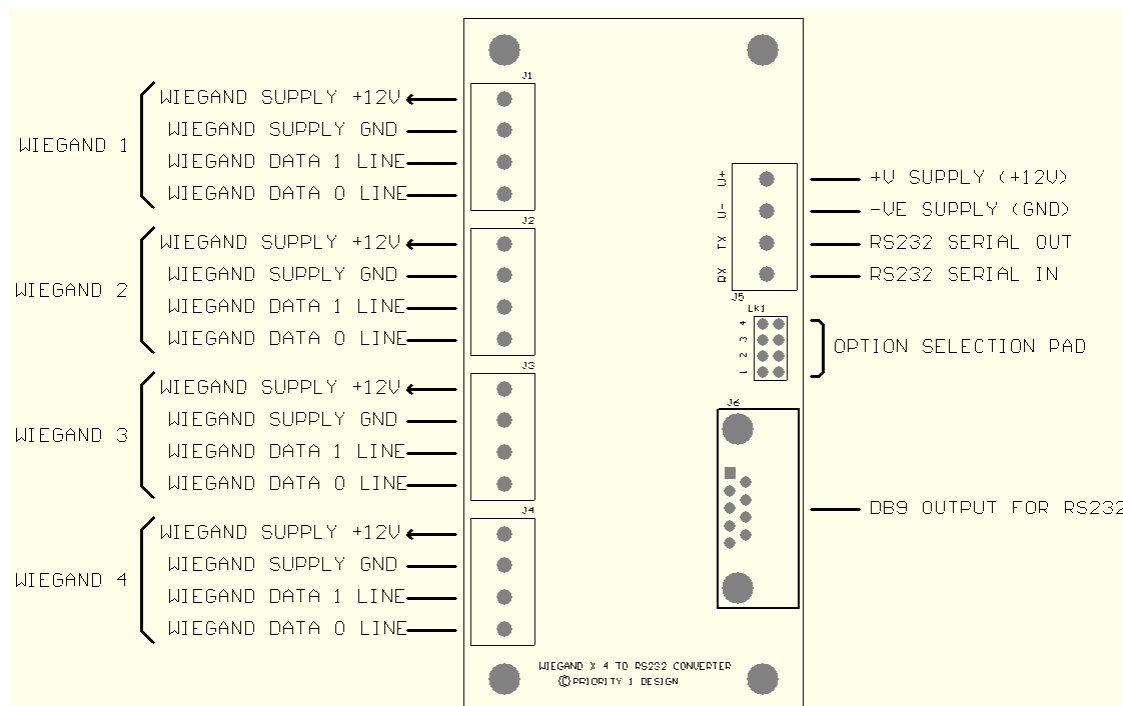 J1
WIEGAND SUPPLY +12V
WIEGAND SUPPLY GND
WIEGAND 1
WIEGAND DATA 1 LINE
WIEGAND DATA 0 LINE
J2
WIEGAND SUPPLY +12V
WIEGAND SUPPLY GND
WIEGAND 2
WIEGAND DATA 1 LINE
WIEGAND DATA 0 LINE
J3
WIEGAND SUPPLY +12V
WIEGAND SUPPLY GND
WIEGAND 3
WIEGAND DATA 1 LINE
WIEGAND DATA 0 LINE
J4
WIEGAND SUPPLY +12V
WIEGAND SUPPLY GND
WIEGAND 4
WIEGAND DATA 1 LINE
WIEGAND DATA 0 LINE
V+ +V SUPPLY (+12V)
V- -VE SUPPLY (GND)
TX RS232 SERIAL OUT
RX RS232 SERIAL IN
J5
LK1
4
3
2
1
OPTION SELECTION PAD
J6
DB9 OUTPUT FOR RS232
WIEGAND X 4 TO RS232 CONVERTER
©PRIORITY 1 DESIGN